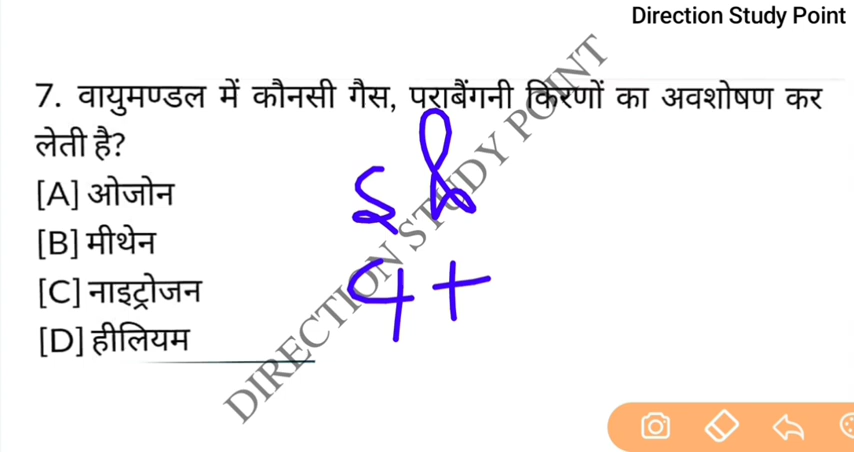 Direction Study Point
7. वायुमण्डल में कौनसी गैस, पराबैंगनी किरणों का अवशोषण कर
लेती है?
[A] ओजोन
[B] मीथेन
[C] नाइट्रोजन
[D] हीलियम
DIRECTION STUDY POINT